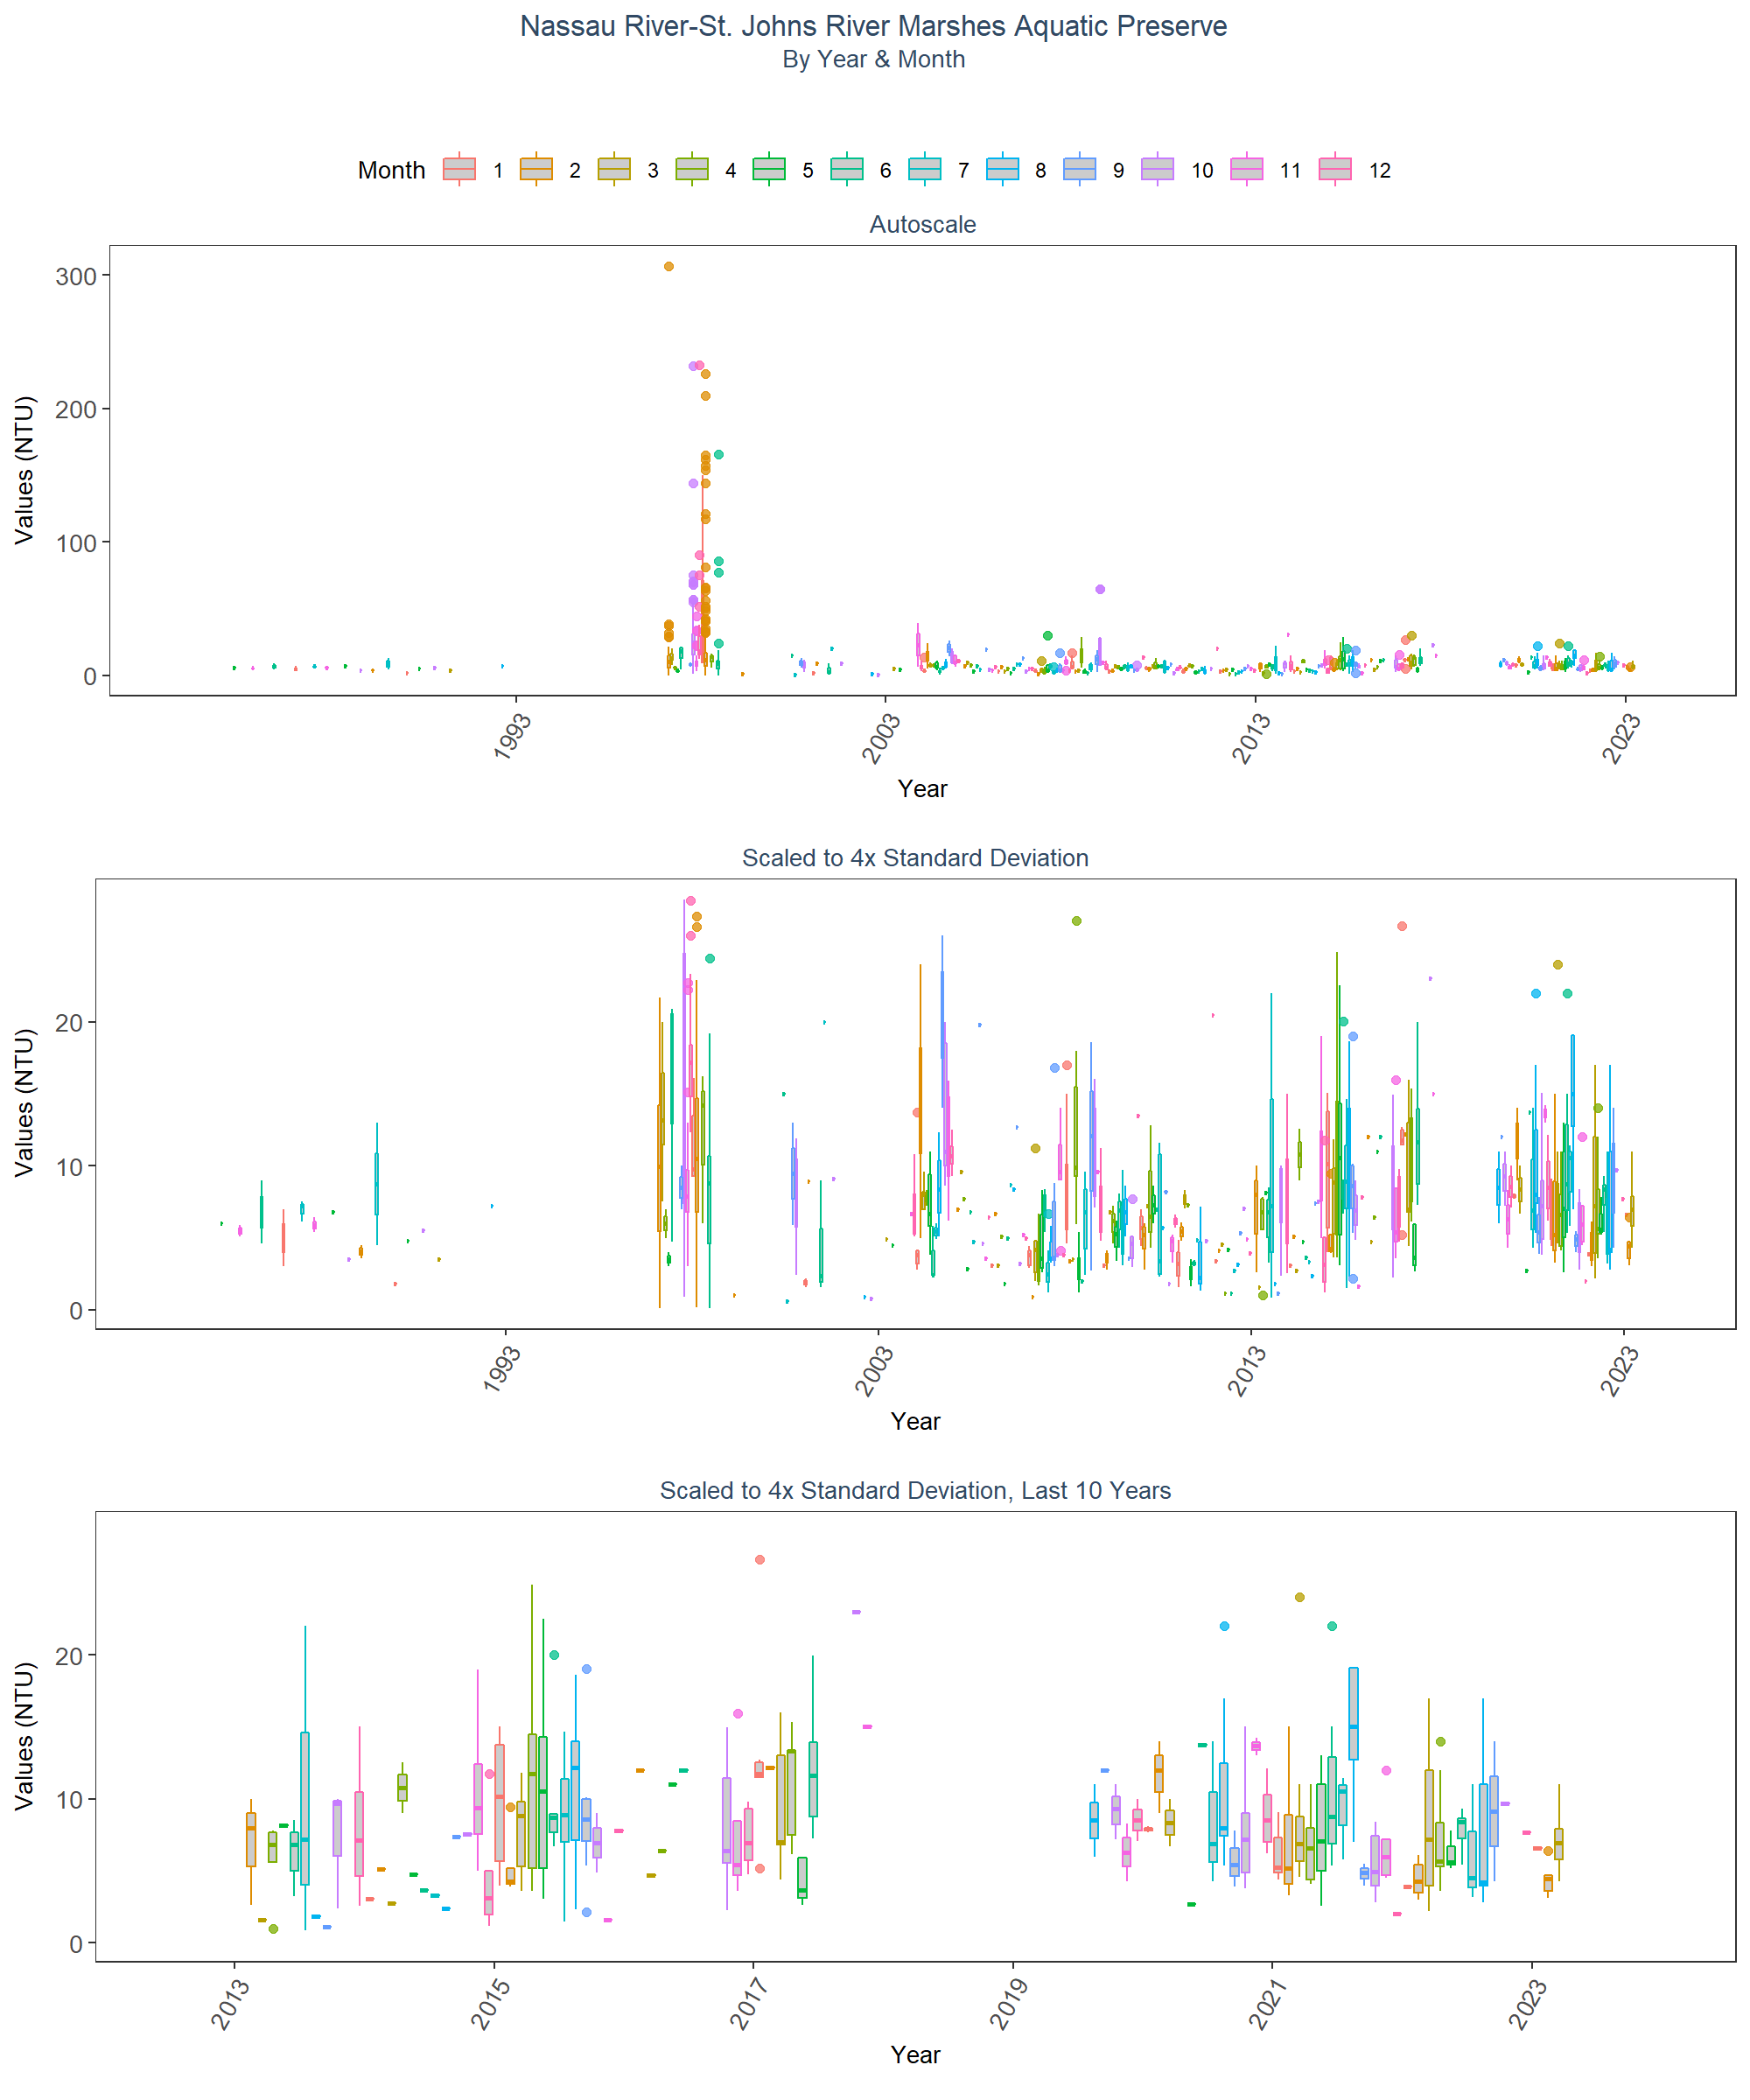 Nassau River-St. Johns River Marshes Aquatic Preserve
By Year & Month
Month 1 2 3 4 5 6 7 8 9 10 11 12
Autoscale
Values (NTU)
300
200
100
0
1993 2003 2013 2023
Year
Scaled to 4x Standard Deviation
Values (NTU)
20
10
0
1993 2003 2013 2023
Year
Scaled to 4x Standard Deviation, Last 10 Years
Values (NTU)
20
10
0
2013 2015 2017 2019 2021 2023
Year